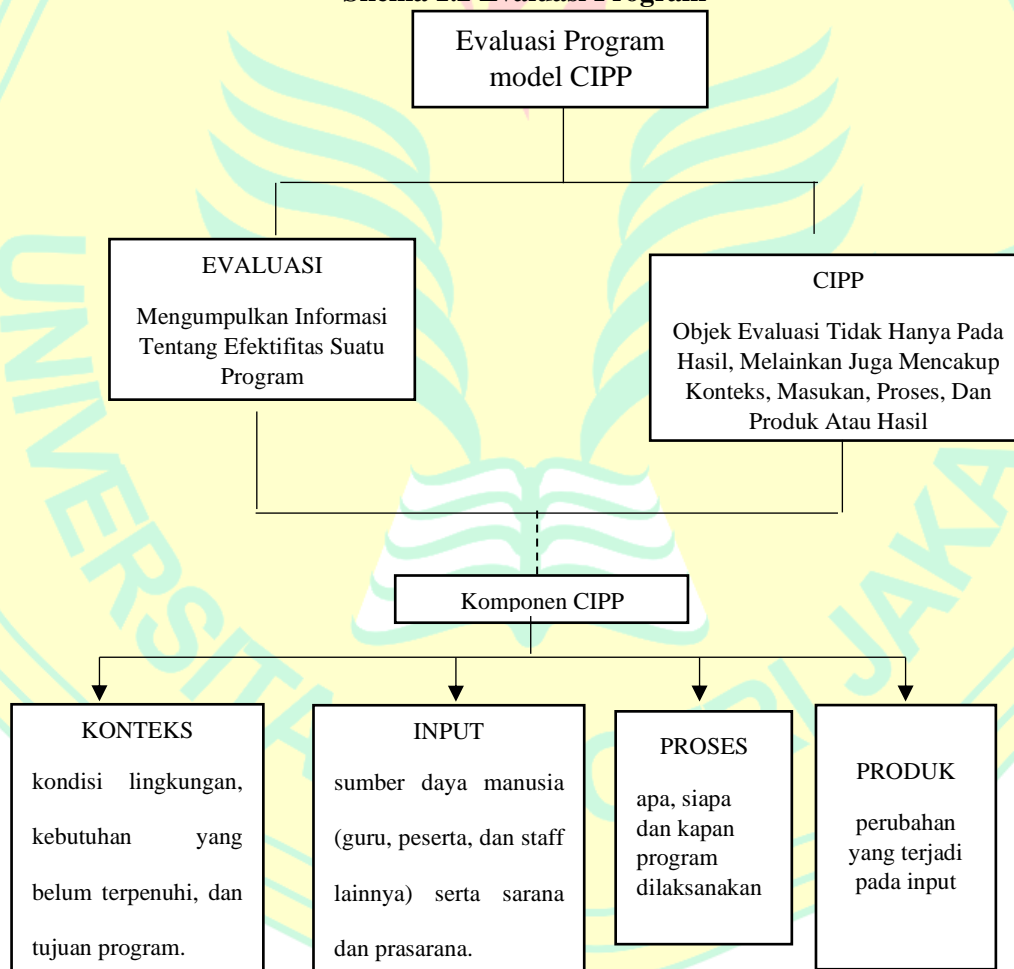 Evaluasi Program
model CIPP
EVALUASI
Mengumpulkan Informasi
Tentang Efektifitas Suatu
Program
CIPP
Objek Evaluasi Tidak Hanya Pada
Hasil, Melainkan Juga Mencakup
Konteks, Masukan, Proses, Dan
Produk Atau Hasil
Komponen CIPP
KONTEKS
kondisi lingkungan,
kebutuhan yang
belum terpenuhi, dan
tujuan program.
INPUT
sumber daya manusia
(guru, peserta, dan staff
lainnya) serta sarana
dan prasarana.
PROSES
apa, siapa
dan kapan
program
dilaksanakan
PRODUK
perubahan
yang terjadi
pada input